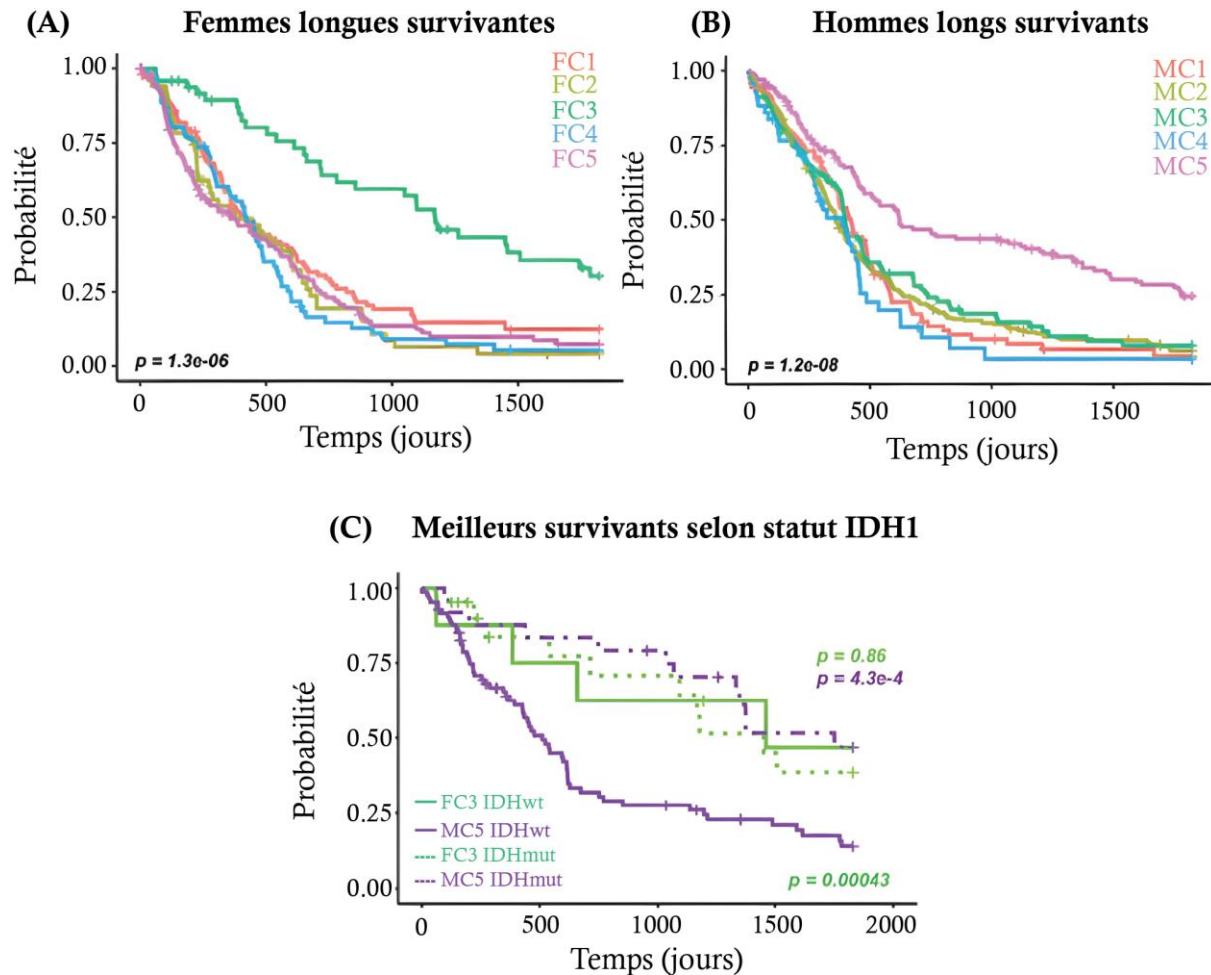 (A) Femmes longues survivantes
FC1
FC2
FC3
FC4
FC5
Probabilité
1.00
0.75
0.50
0.25
0.00
p = 1.3e-06
0 500 1000 1500
Temps (jours)
(B) Hommes longs survivants
MC1
MC2
MC3
MC4
MC5
Probabilité
1.00
0.75
0.50
0.25
0.00
p = 1.2e-08
0 500 1000 1500
Temps (jours)
(C) Meilleurs survivants selon statut IDH1
Probabilité
1.00
0.75
0.50
0.25
0.00
p = 0.86
p = 4.3e-4
FC3 IDHwt
MC5 IDHwt
FC3 IDHmut
MC5 IDHmut
p = 0.00043
0 500 1000 1500 2000
Temps (jours)